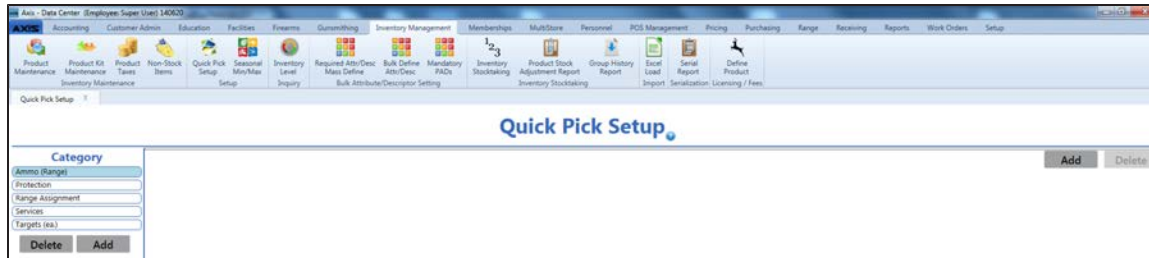 Axis - Data Center (Employee: Super User) 140620
AXIS Accounting Customer Admin Education Facilities Firearms Gunsmithing Inventory Management Memberships MultiStore Personnel POS Management Pricing Purchasing Range Receiving Reports Work Orders Setup
Product Maintenance Product Kit Maintenance Product Taxes Non-Stock Items Quick Pick Setup Seasonal Min/Max Inventory Level Required Attr/Desc Mass Define Bulk Define Attr/Desc Mandatory PADs 1 2 3 Inventory Stocktaking Product Stock Adjustment Report Group History Report Excel Load Serial Report Define Product
Inventory Maintenance Setup Inquiry Bulk Attribute/Descriptor Setting Inventory Stocktaking Import Serialization Licensing / Fees
Quick Pick Setup X
Quick Pick Setup
Category
Add Delete
Ammo (Range)
Protection
Range Assignment
Services
Targets (ea.)
Delete Add